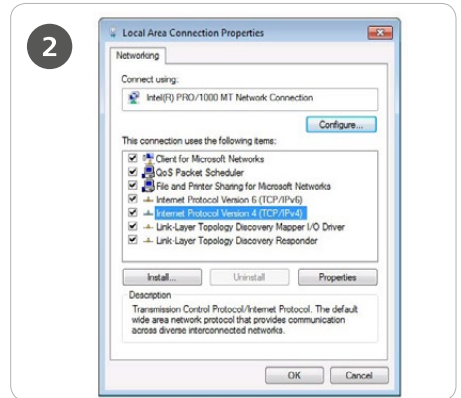 2
Local Area Connection Properties
Networking
Connect using:
Intel(R) PRO/1000 MT Network Connection
Configure...
This connection uses the following items:
Client for Microsoft Networks
QoS Packet Scheduler
File and Printer Sharing for Microsoft Networks
Internet Protocol Version 6 (TCP/IPv6)
Internet Protocol Version 4 (TCP/IPv4)
Link-Layer Topology Discovery Mapper I/O Driver
Link-Layer Topology Discovery Responder
Install... Uninstall Properties
Description
Transmission Control Protocol/Internet Protocol. The default
wide area network protocol that provides communication
across diverse interconnected networks.
OK Cancel